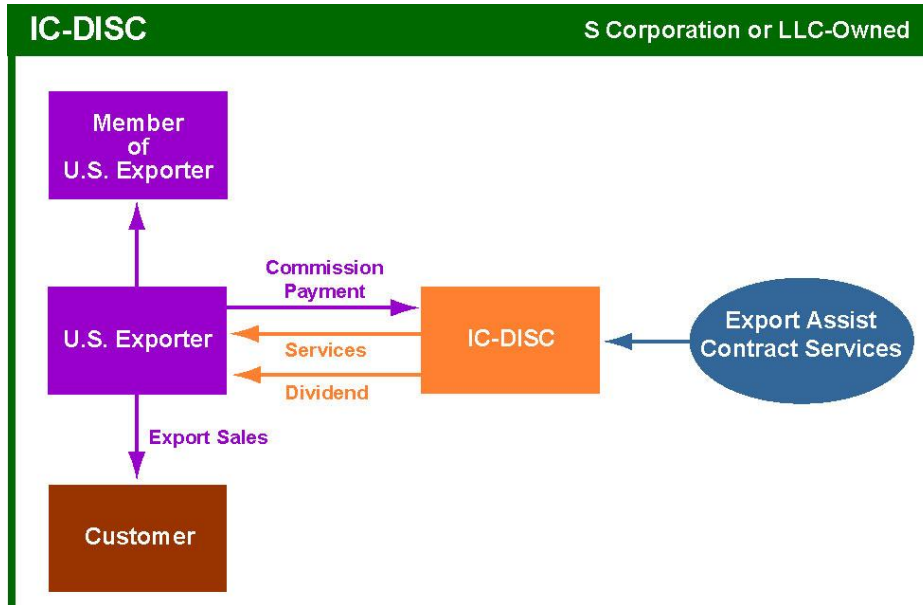 IC-DISC
S Corporation or LLC-Owned
Member
of
U.S. Exporter
Commission
Payment
U.S. Exporter
Services
IC-DISC
Export Assist
Contract Services
Dividend
Export Sales
Customer